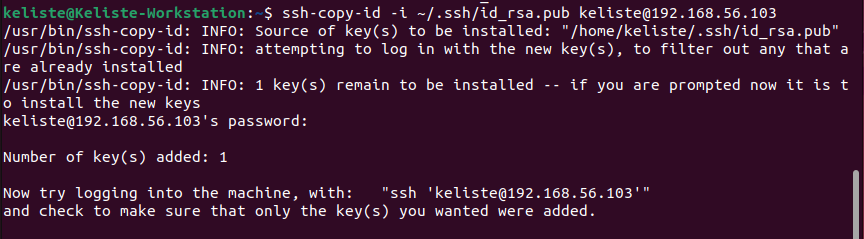 keliste@Keliste-Workstation:~$ ssh-copy-id -i ~/.ssh/id_rsa.pub keliste@192.168.56.103
/usr/bin/ssh-copy-id: INFO: Source of key(s) to be installed: "/home/keliste/.ssh/id_rsa.pub"
/usr/bin/ssh-copy-id: INFO: attempting to log in with the new key(s), to filter out any that a
re already installed
/usr/bin/ssh-copy-id: INFO: 1 key(s) remain to be installed -- if you are prompted now it is t
o install the new keys
keliste@192.168.56.103's password:
Number of key(s) added: 1
Now try logging into the machine, with:   "ssh 'keliste@192.168.56.103'"
and check to make sure that only the key(s) you wanted were added.